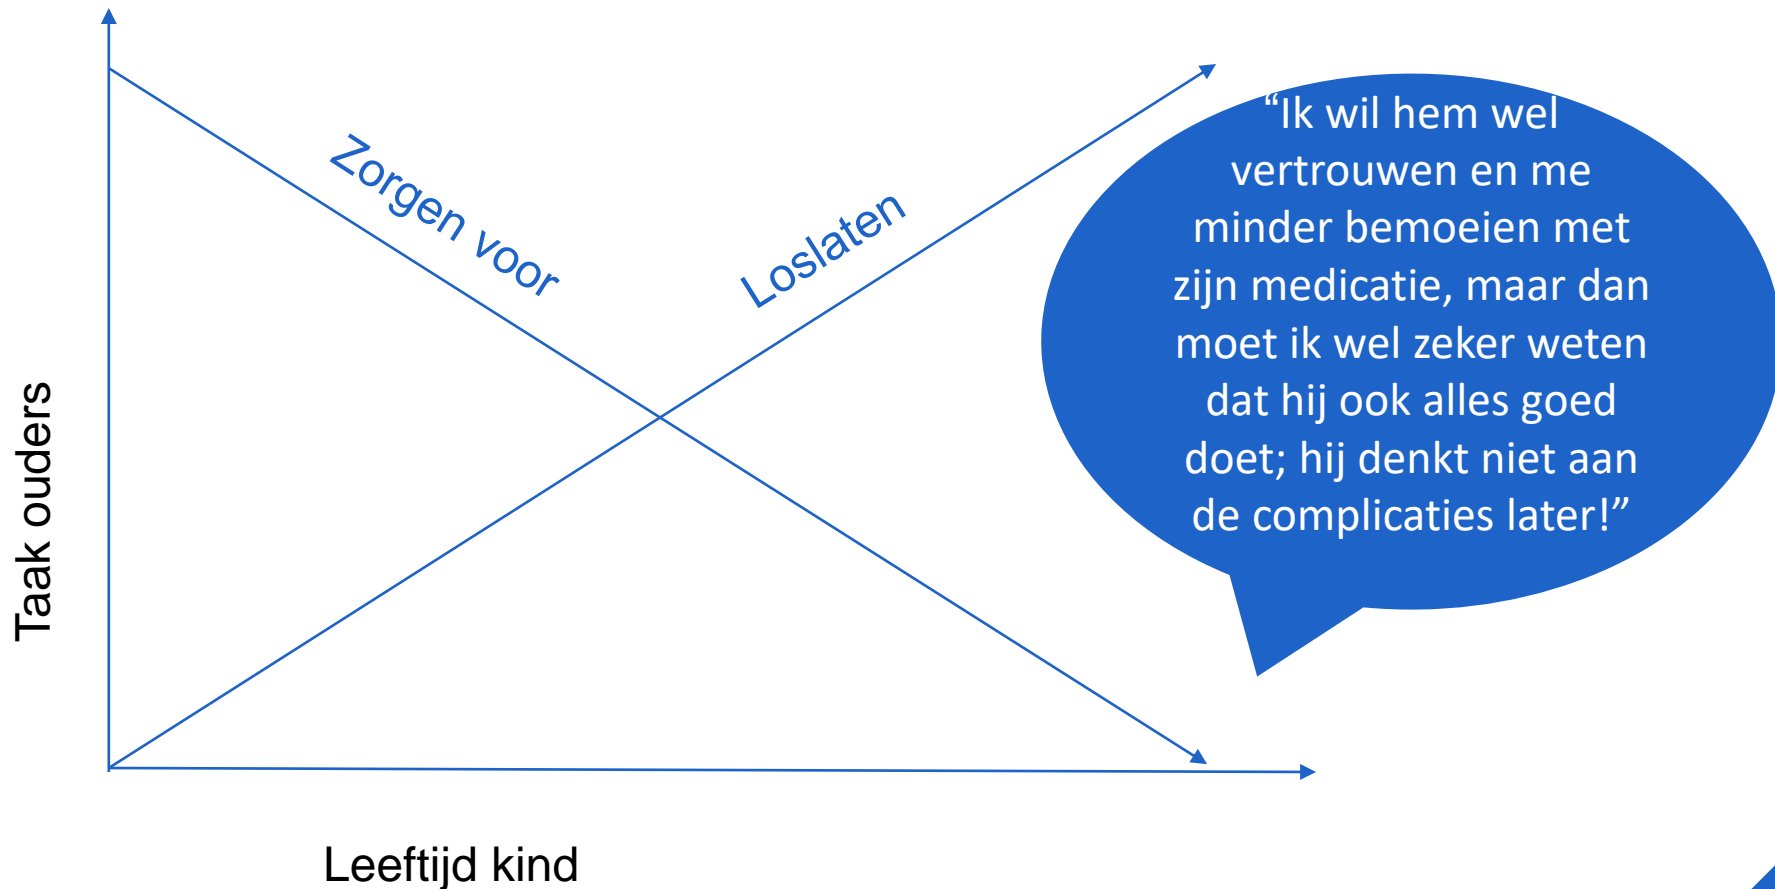 Zorgen voor
Loslaten
“Ik wil hem wel
vertrouwen en me
minder bemoeien met
zijn medicatie, maar dan
moet ik wel zeker weten
dat hij ook alles goed
doet; hij denkt niet aan
de complicaties later!”
Taak ouders
Leeftijd kind